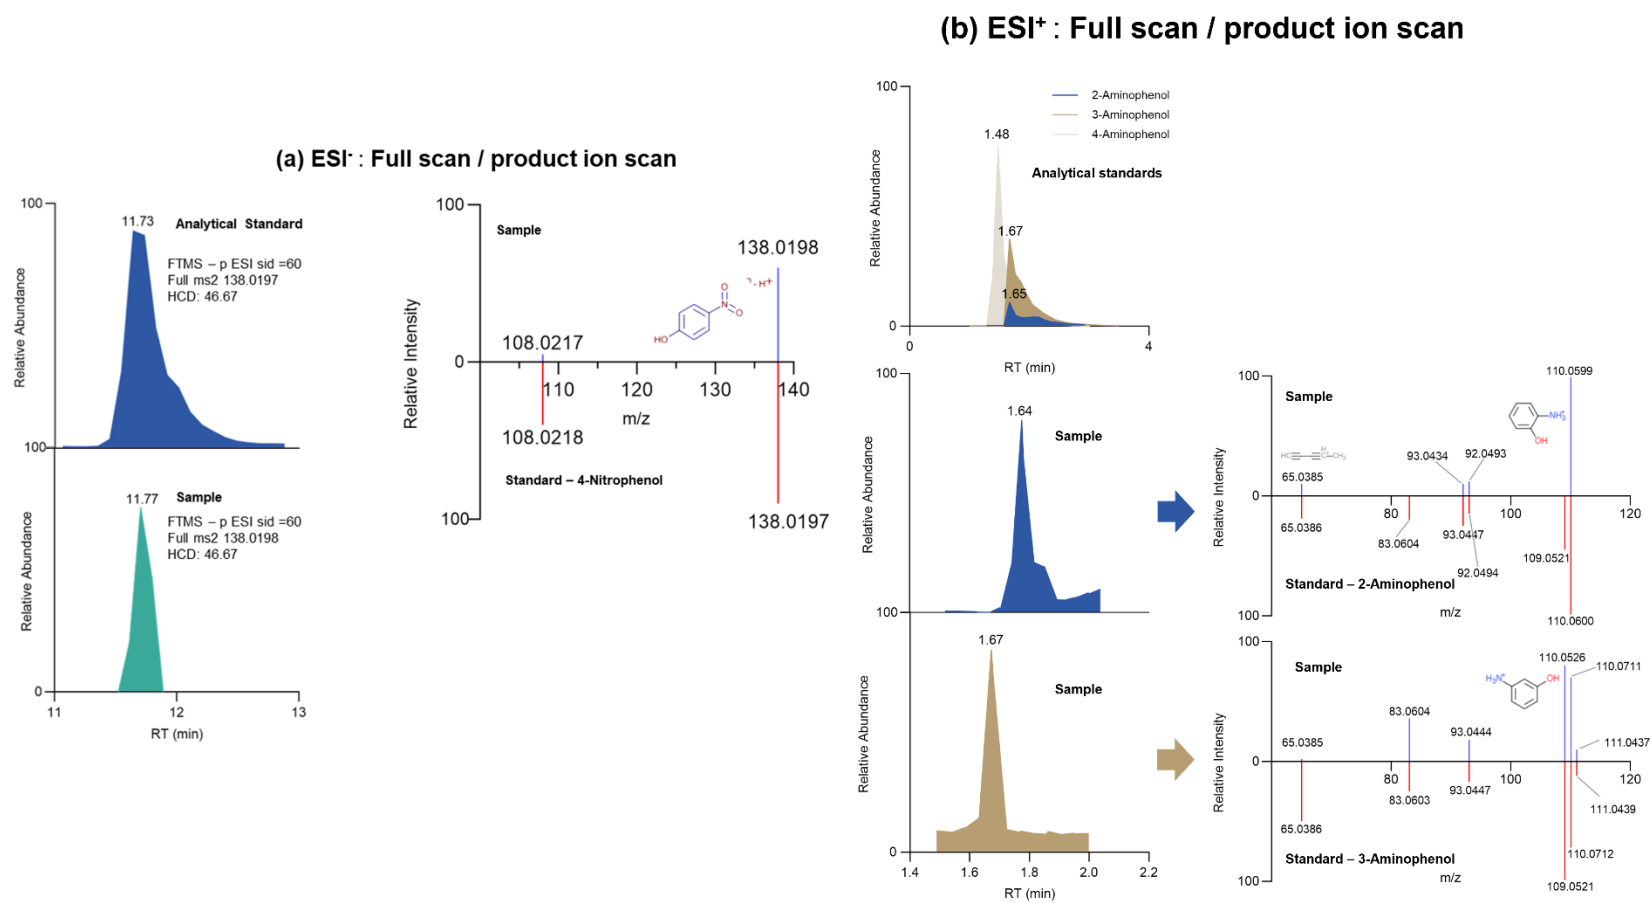 (b) ESI+ : Full scan / product ion scan
(a) ESI- : Full scan / product ion scan
100
11.73
Analytical Standard
FTMS – p ESI sid =60
Full ms2 138.0197
HCD: 46.67
Relative Abundance
100
11.77
Sample
FTMS – p ESI sid =60
Full ms2 138.0198
HCD: 46.67
Relative Abundance
0
11
12
13
RT (min)
100
Sample
138.0198
O
N
O
HO
⁻-H⁺
108.0217
0
110
120
130
140
m/z
Relative Intensity
108.0218
Standard – 4-Nitrophenol
100
138.0197
100
2-Aminophenol
3-Aminophenol
4-Aminophenol
1.48
Analytical standards
1.67
1.65
Relative Abundance
0
0
4
RT (min)
100
1.64
Sample
Relative Abundance
100
1.67
Sample
Relative Abundance
0
1.4
1.6
1.8
2.0
2.2
RT (min)
100
110.0599
Sample
NH3+
OH
HC
C
H
CH3
93.0434
92.0493
65.0385
0
80
100
120
Relative Intensity
65.0386
83.0604
93.0447
92.0494
109.0521
Standard – 2-Aminophenol
m/z
100
110.0600
100
Sample
110.0526
110.0711
H3N+
OH
83.0604
65.0385
93.0444
111.0437
0
80
100
120
Relative Intensity
83.0603
93.0447
111.0439
65.0386
110.0712
Standard – 3-Aminophenol
m/z
100
109.0521